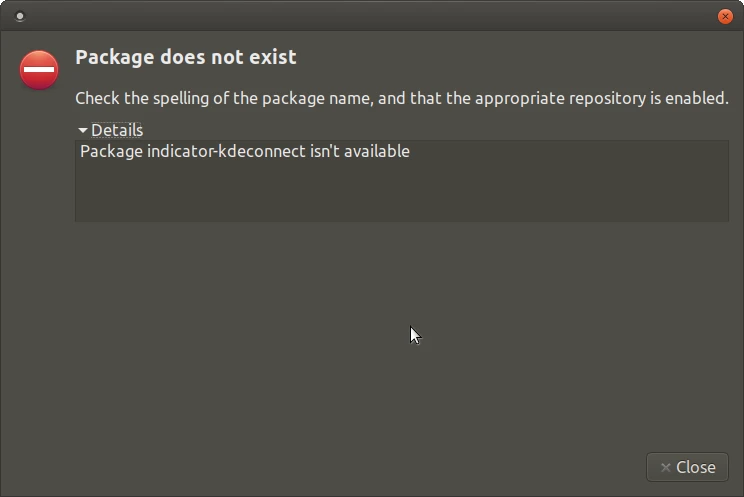 Package does not exist
Check the spelling of the package name, and that the appropriate repository is enabled.
Details
Package indicator-kdeconnect isn't available
Close